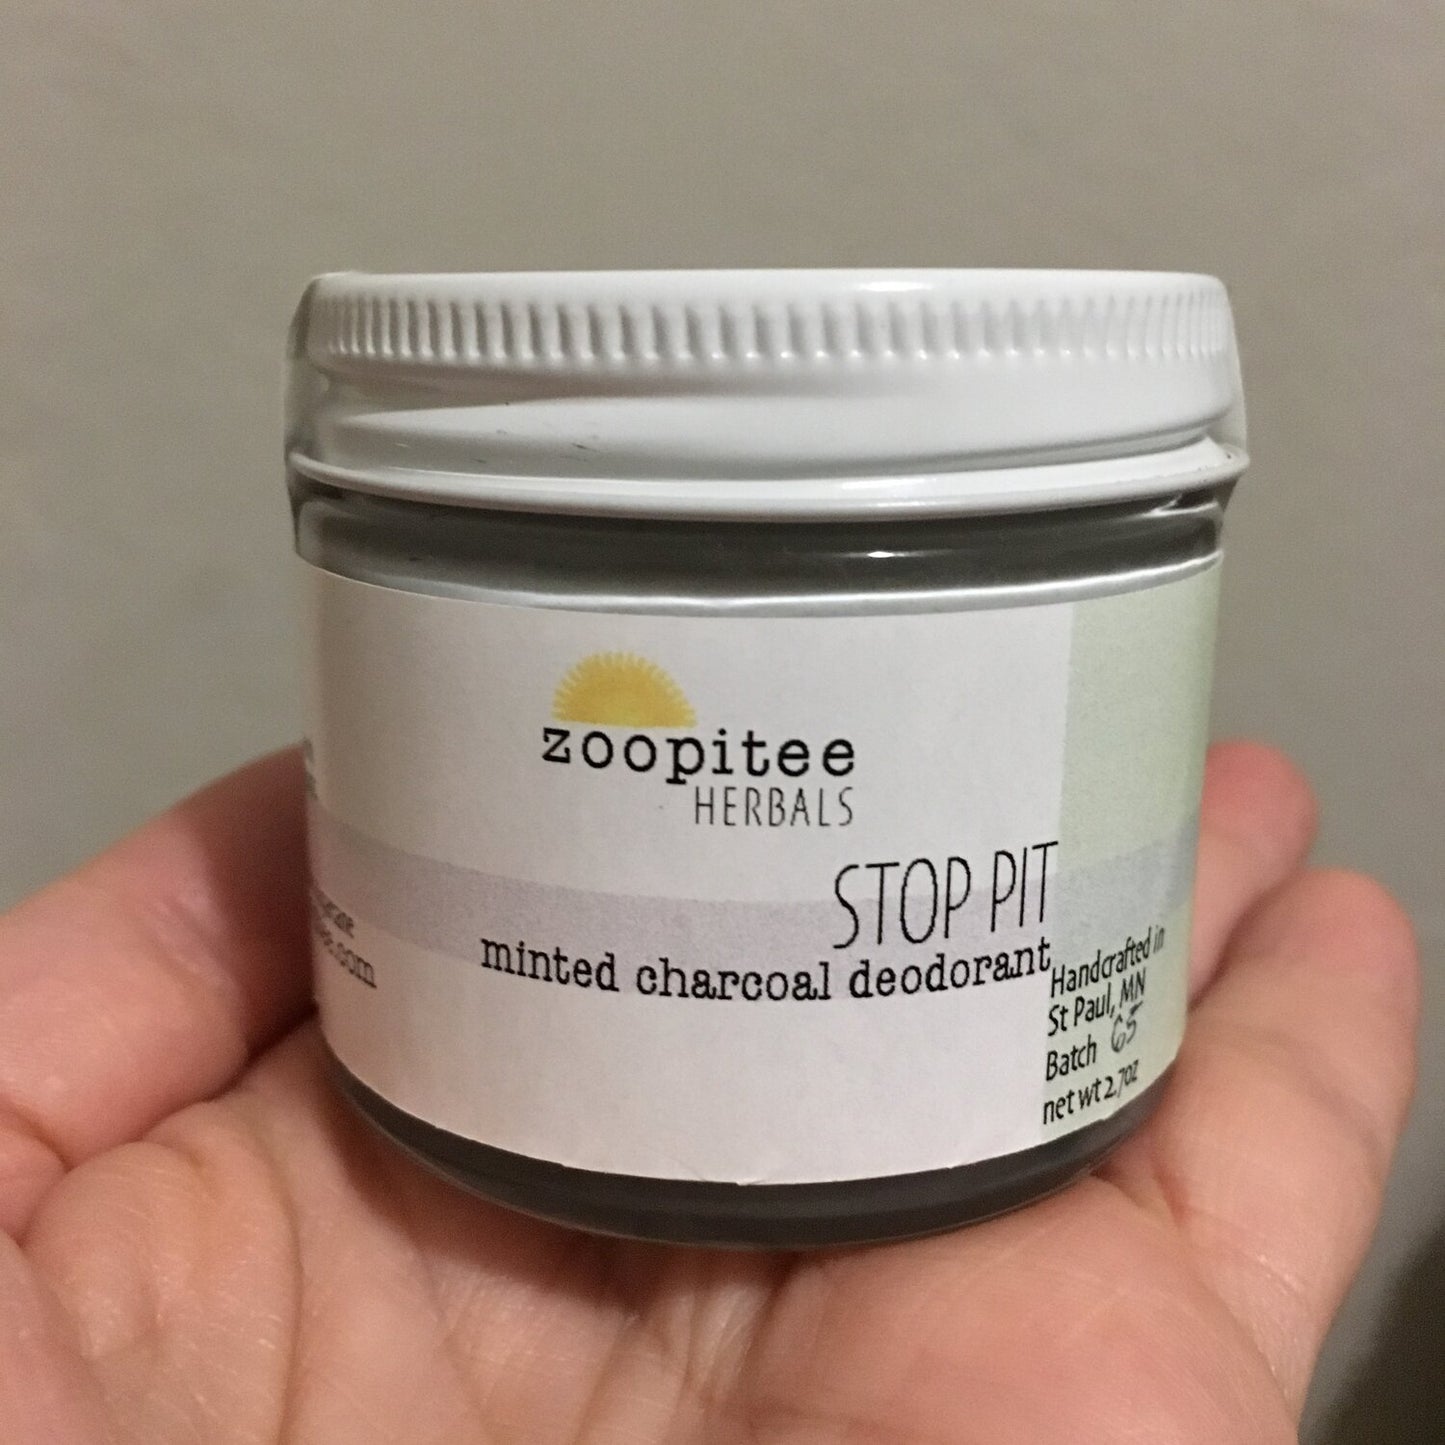 zoopitee
HERBALS
STOP PIT
minted charcoal deodorant
Handcrafted in
St Paul, MN
Batch 65
net wt 2.7oz